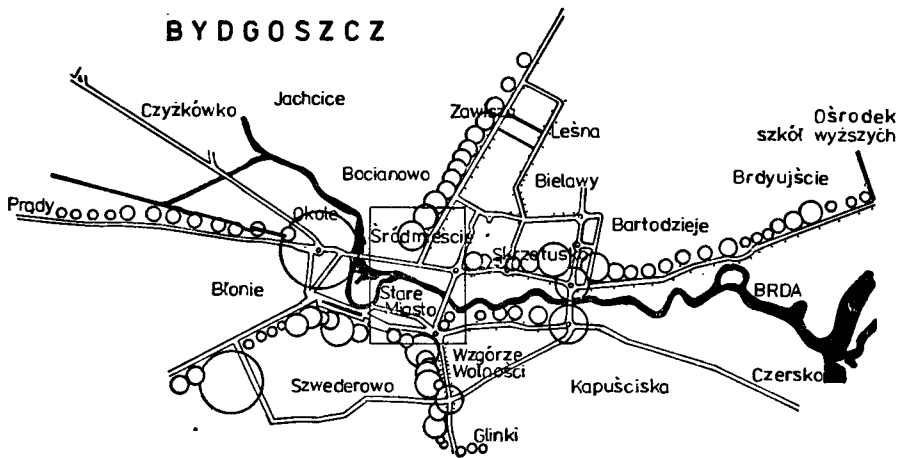 BYDGOSZCZ
Jachcice
Czyżkówko
Zawisza
Leśna
Ośrodek
szkół wyższych
Bocianowo
Bielawy
Brdyujście
Prądy
Okole
Śródmieście
Bartodzieje
Skrzetusko
Błonie
Stare
Miasto
BRDA
Wzgórze
Wolności
Szwederowo
Kapuściska
Czersko
Glinki